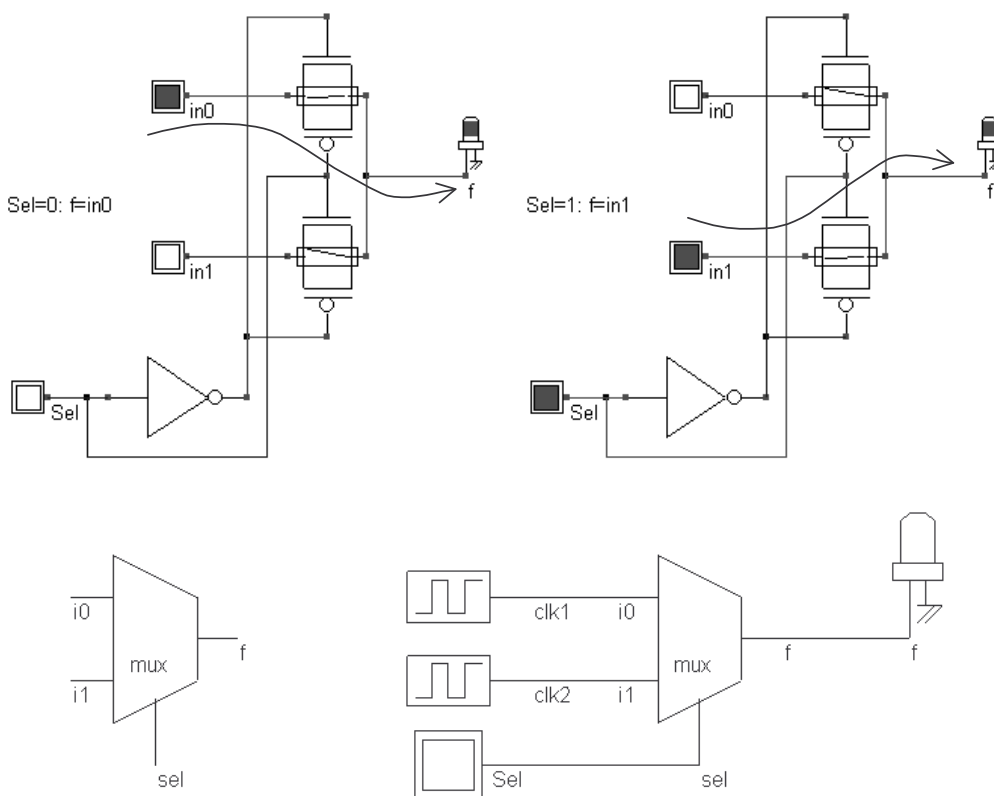 in0
in0
f
f
Sel=0: f=in0
Sel=1: f=in1
in1
in1
Sel
Sel
i0
clk1
i0
f
mux
mux
f
f
i1
clk2
i1
sel
Sel
sel